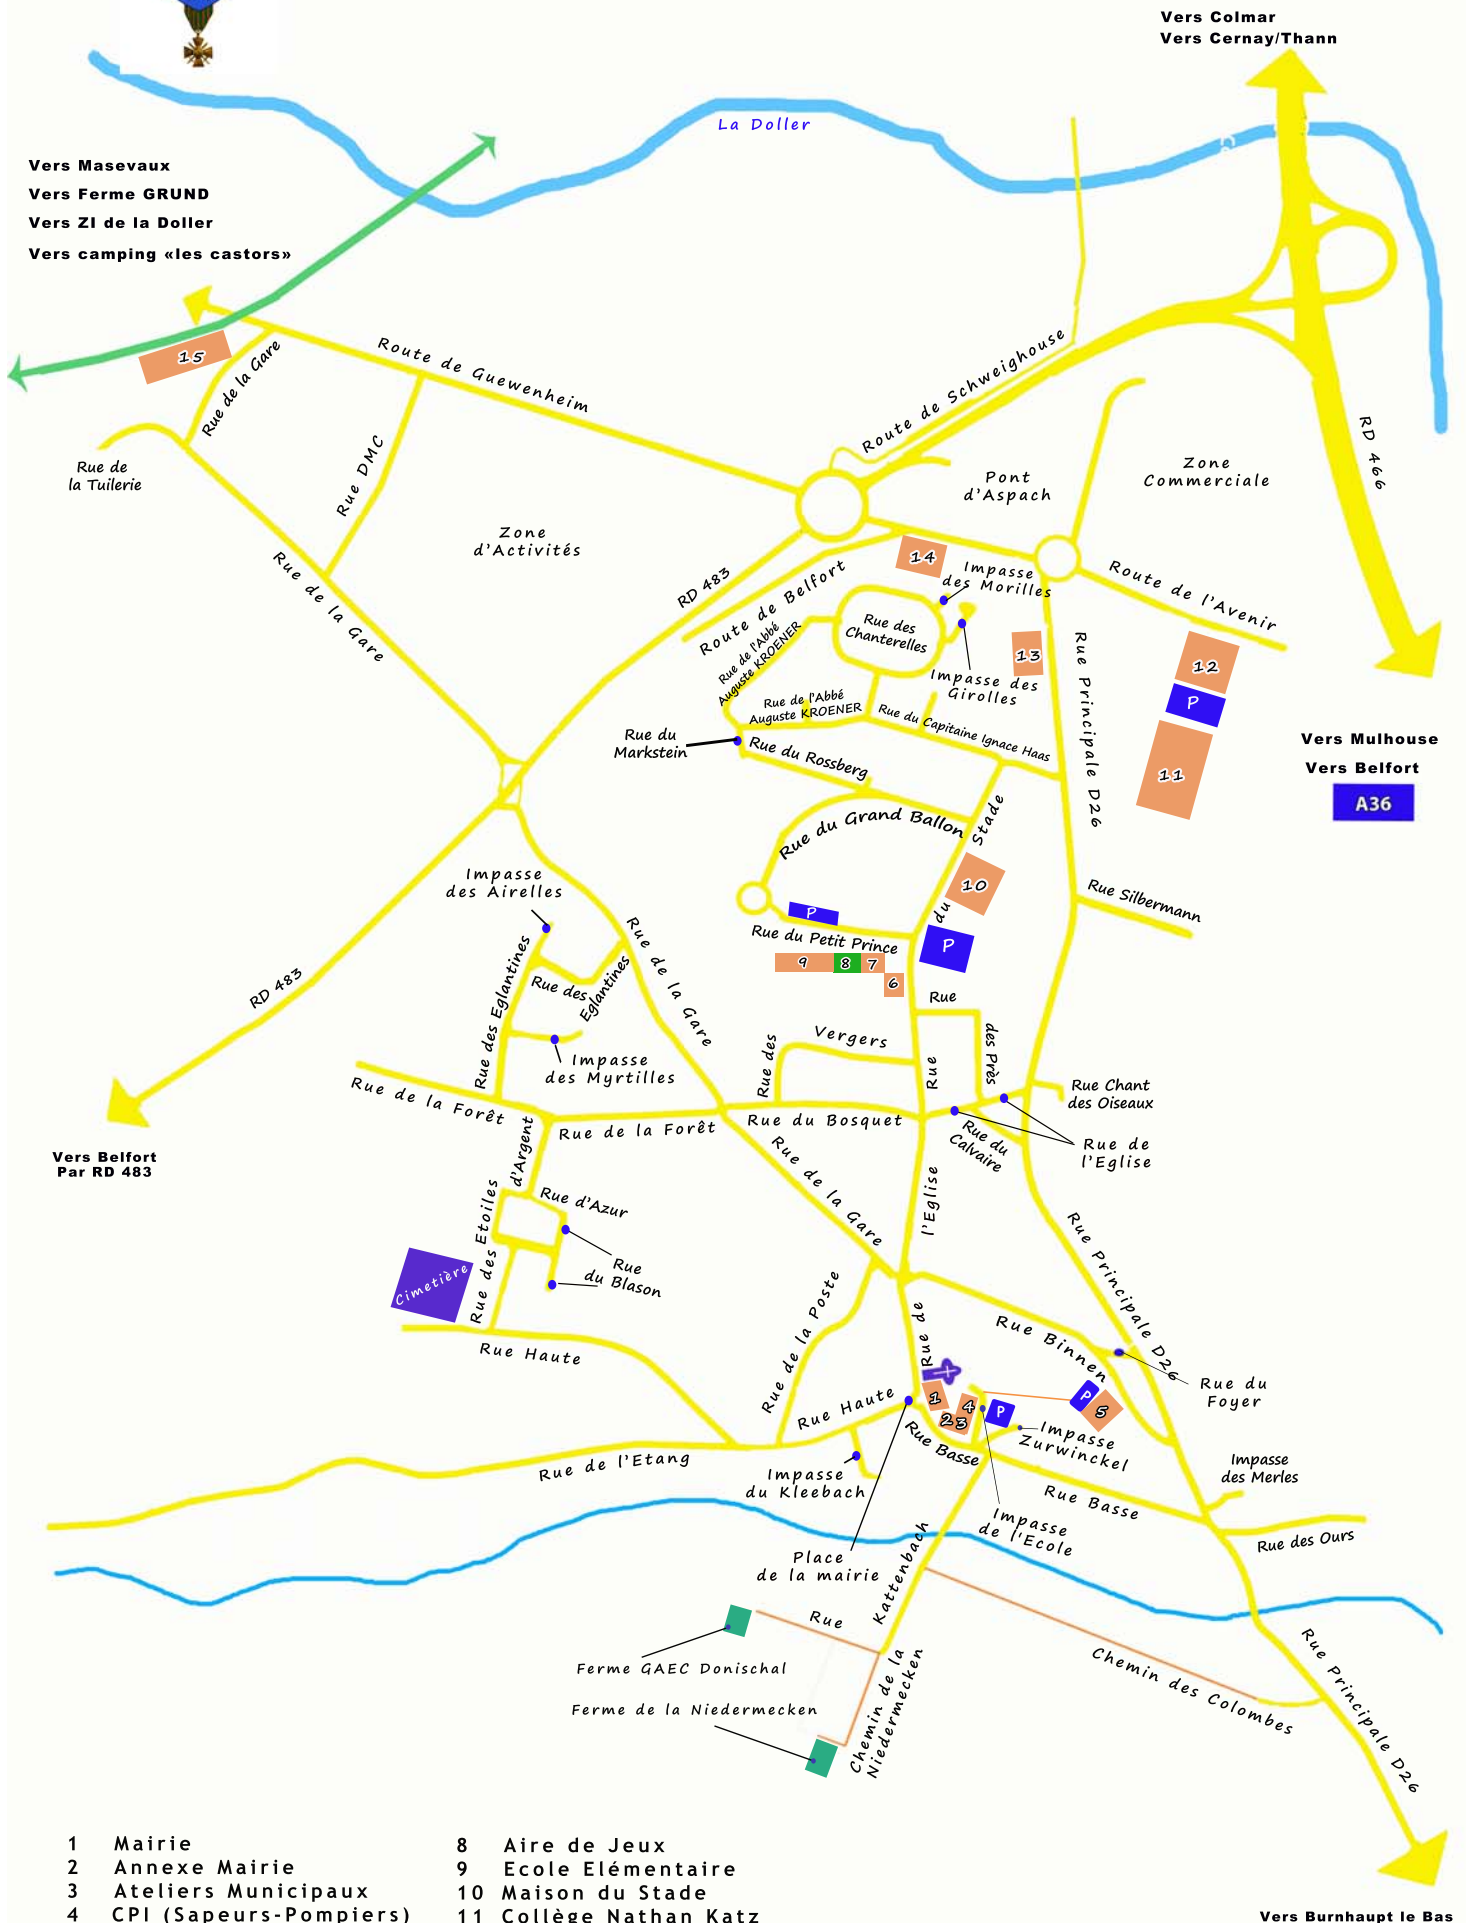 Vers Colmar
Vers Cernay/Thann
La Doller
Vers Masevaux
Vers Ferme GRUND
Vers ZI de la Doller
Vers camping «les castors»
15
Rue de la Gare
Route de Guewenheim
Route de Schweighouse
RD 466
Rue de
la Tuilerie
Rue DMC
Zone
d'Activités
Pont
d'Aspach
Zone
Commerciale
Rue de la Gare
RD 483
Route de Belfort
14
Impasse
des Morilles
Route de l'Avenir
Rue des
Chanterelles
Rue de l'Abbé
Auguste KROENER
13
12
P
11
Impasse des
Girolles
Rue Principale D26
Rue de l'Abbé
Auguste KROENER
Rue du Capitaine Ignace Haas
Rue du
Markstein
Rue du Rossberg
Vers Mulhouse
Vers Belfort
A36
Rue du Grand Ballon
Stade
du
10
Impasse
des Airelles
Rue Silbermann
P
Rue du Petit Prince
P
9
8
7
6
Rue de la Gare
Rue des Eglantines
Rue des
Eglantines
RD 483
Rue
des Près
Rue des
Vergers
Rue
Impasse
des Myrtilles
Rue de la Forêt
Rue Chant
des Oiseaux
Rue de la Forêt
Rue du Bosquet
Rue du
Calvaire
Rue de
l'Eglise
Vers Belfort
Par RD 483
d'Argent
Rue de la Gare
l'Eglise
Rue d'Azur
Rue des Etoiles
Rue
du Blason
Cimetière
Rue Principale D26
Rue de la Poste
Rue de
Rue Binnen
Rue Haute
Rue du
Foyer
1
2
3
4
P
P
5
Rue Haute
Rue Basse
Impasse
Zurwinckel
Rue de l'Etang
Impasse
du Kleebach
Impasse
des Merles
Rue Basse
Impasse
de l'Ecole
Rue des Ours
Place
de la mairie
Kattenbach
Rue
Ferme GAEC Donischal
Chemin de la
Niedermecken
Chemin des Colombes
Rue Principale D26
Ferme de la Niedermecken
1 Mairie
2 Annexe Mairie
3 Ateliers Municipaux
4 CPI (Sapeurs-Pompiers)
8 Aire de Jeux
9 Ecole Elémentaire
10 Maison du Stade
11 Collège Nathan Katz
Vers Burnhaupt le Bas